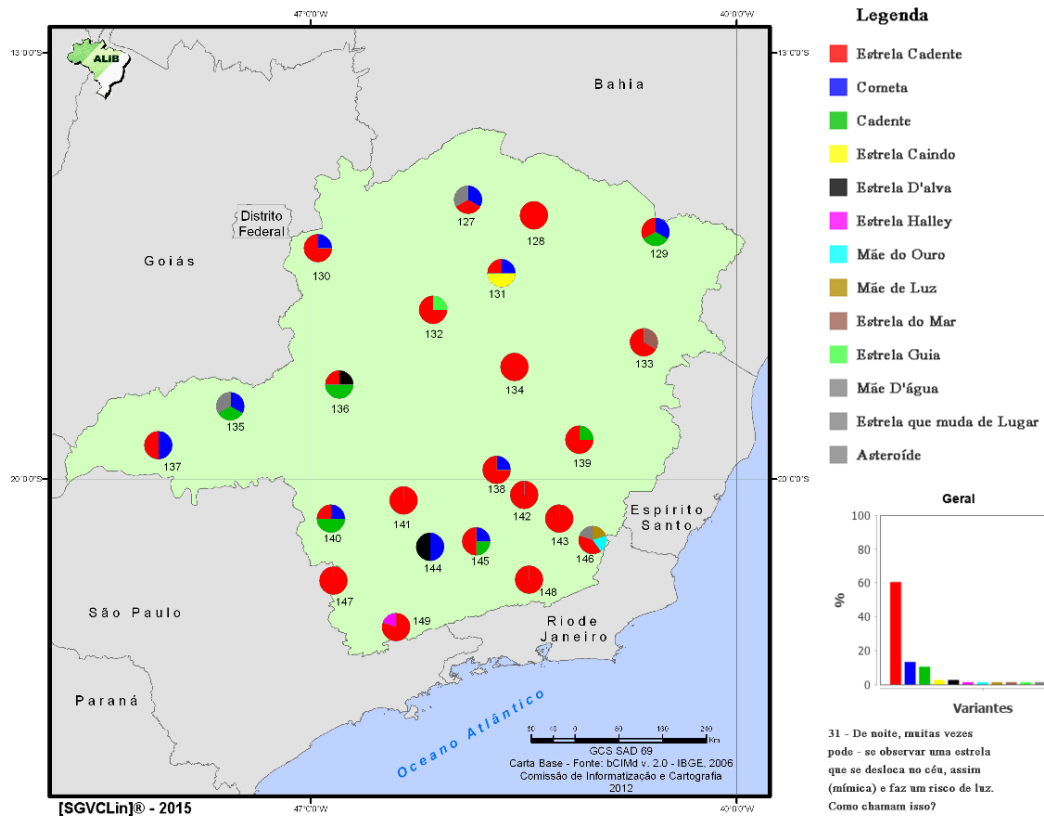 47°0'0"W
40°0'0"W
13°0'0"S
13°0'0"S
ALiB
Bahia
Distrito
Federal
Goiás
127
128
129
130
131
132
133
134
135
136
137
138
139
20°0'0"S
20°0'0"S
140
141
142
143
144
145
146
147
148
149
Espírito
Santo
São Paulo
Rio de
Janeiro
Paraná
Oceano Atlântico
80 40 0 80 160 240
Km
GCS SAD 69
Carta Base - Fonte: bCIMd v. 2.0 - IBGE, 2006
Comissão de Informatização e Cartografia
2012
47°0'0"W
40°0'0"W
[SGVCLin]® - 2015
Legenda
Estrela Cadente
Cometa
Cadente
Estrela Caindo
Estrela D'alva
Estrela Halley
Mãe do Ouro
Mãe de Luz
Estrela do Mar
Estrela Guia
Mãe D'água
Estrela que muda de Lugar
Asteroíde
Geral
100
80
60
40
20
0
%
Variantes
31 - De noite, muitas vezes
pode - se observar uma estrela
que se desloca no céu, assim
(mímica) e faz um risco de luz.
Como chamam isso?